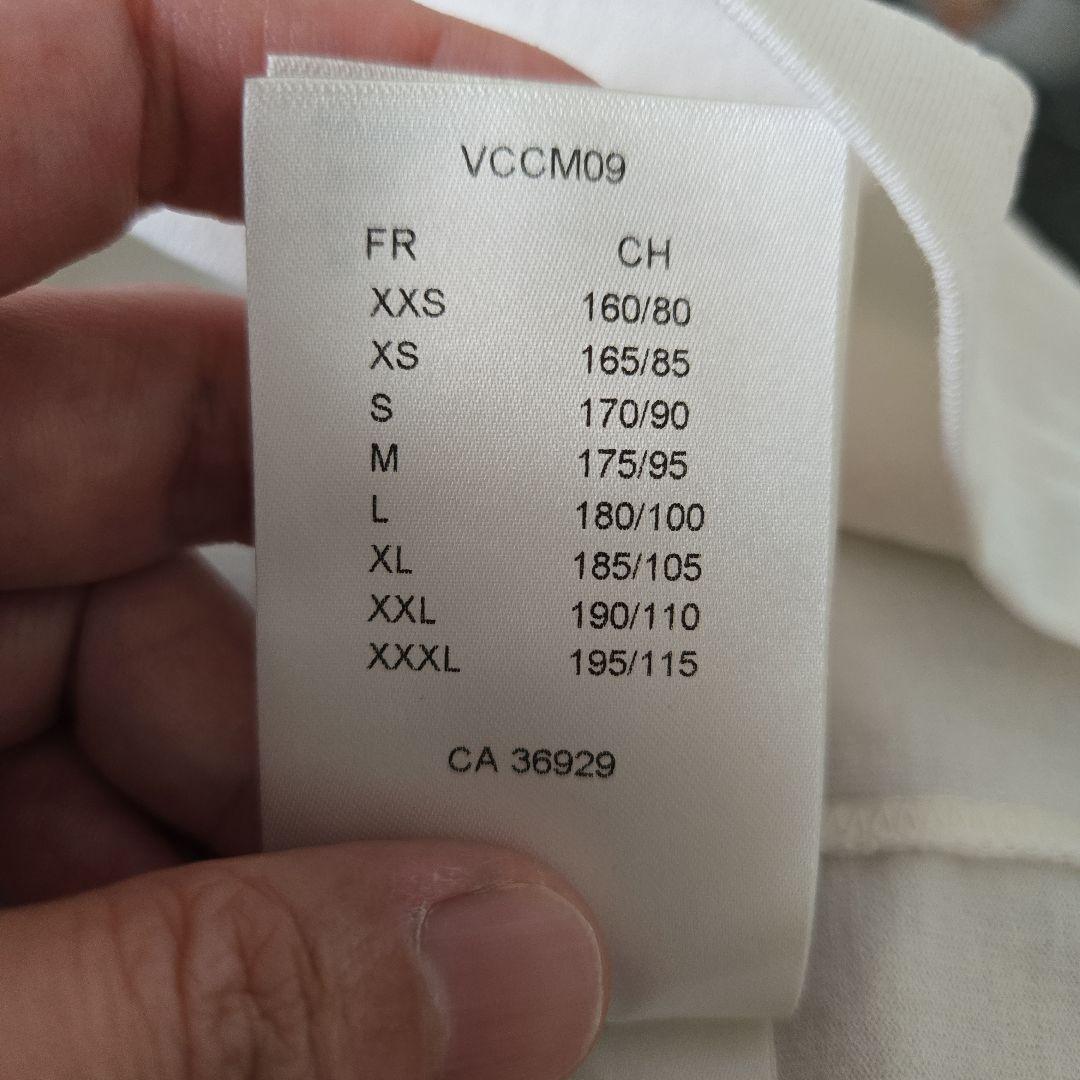 VCCM09
FR CH
XXS 160/80
XS 165/85
S 170/90
M 175/95
L 180/100
XL 185/105
XXL 190/110
XXXL 195/115
CA 36929